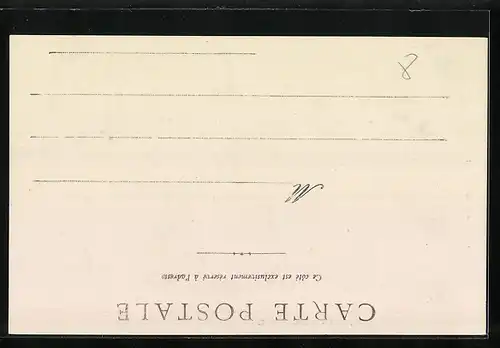 CARTE POSTALE
Ce côté est exclusivement réservé à l'adresse
M
8